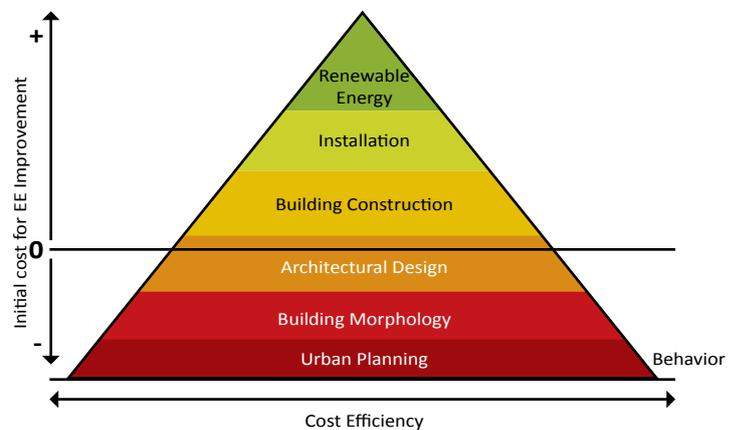 +
Renewable
Energy
Installation
Building Construction
0
Architectural Design
Building Morphology
-
Urban Planning
Behavior
Cost Efficiency
Initial cost for EE Improvement